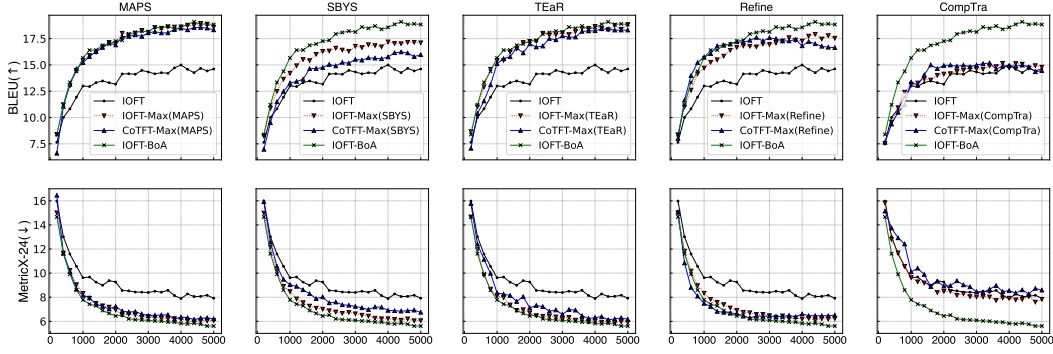 MAPS SBYS TEaR Refine CompTra
BLEU(↑)
17.5
15.0
12.5
10.0
7.5
IOFT
IOFT-Max(MAPS)
CoTFT-Max(MAPS)
IOFT-BoA
IOFT
IOFT-Max(SBYS)
CoTFT-Max(SBYS)
IOFT-BoA
IOFT
IOFT-Max(TEaR)
CoTFT-Max(TEaR)
IOFT-BoA
IOFT
IOFT-Max(Refine)
CoTFT-Max(Refine)
IOFT-BoA
IOFT
IOFT-Max(CompTra)
CoTFT-Max(CompTra)
IOFT-BoA
MetricX-24(↓)
16
14
12
10
8
6
0 1000 2000 3000 4000 5000 0 1000 2000 3000 4000 5000 0 1000 2000 3000 4000 5000 0 1000 2000 3000 4000 5000 0 1000 2000 3000 4000 5000